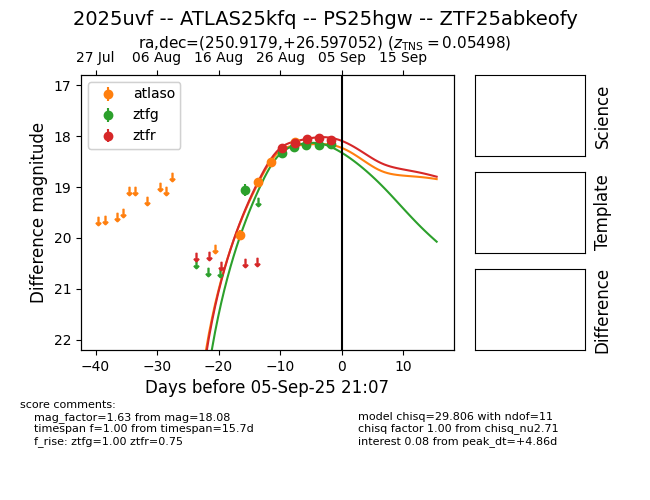 2025uvf -- ATLAS25kfq -- PS25hgw -- ZTF25abkeofy
ra,dec=(250.9179,+26.597052) (z_TNS = 0.05498)
27 Jul 06 Aug 16 Aug 26 Aug 05 Sep 15 Sep
atlaso
ztfg
ztfr
17
18
19
20
21
22
Difference magnitude
−40 −30 −20 −10 0 10
Days before 05-Sep-25 21:07
Science
Template
Difference
score comments:
mag_factor=1.63 from mag=18.08
timespan f=1.00 from timespan=15.7d
f_rise: ztfg=1.00 ztfr=0.75
model chisq=29.806 with ndof=11
chisq factor 1.00 from chisq_nu2.71
interest 0.08 from peak_dt=+4.86d